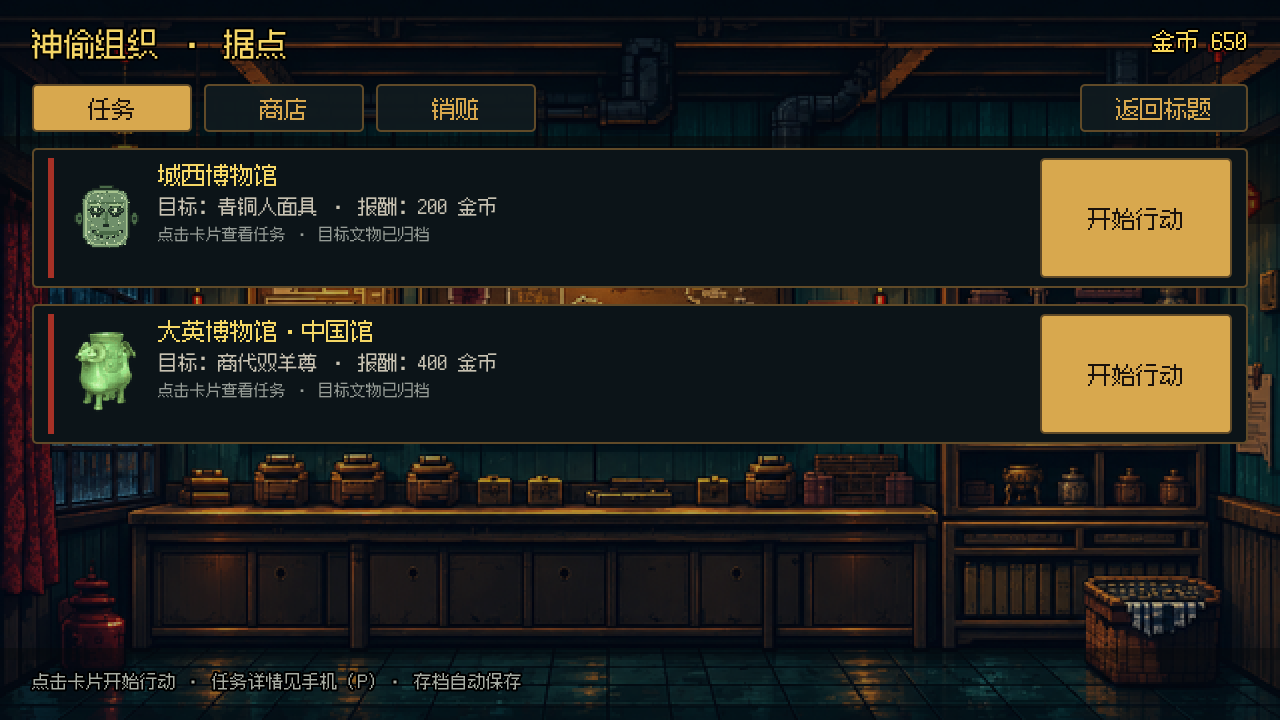 神偷组织 · 据点
金币 650
任务
商店
销赃
返回标题
城西博物馆
目标：青铜人面具 · 报酬：200 金币
点击卡片查看任务 · 目标文物已归档
开始行动
大英博物馆·中国馆
目标：商代双羊尊 · 报酬：400 金币
点击卡片查看任务 · 目标文物已归档
开始行动
点击卡片开始行动 · 任务详情见手机（P） · 存档自动保存